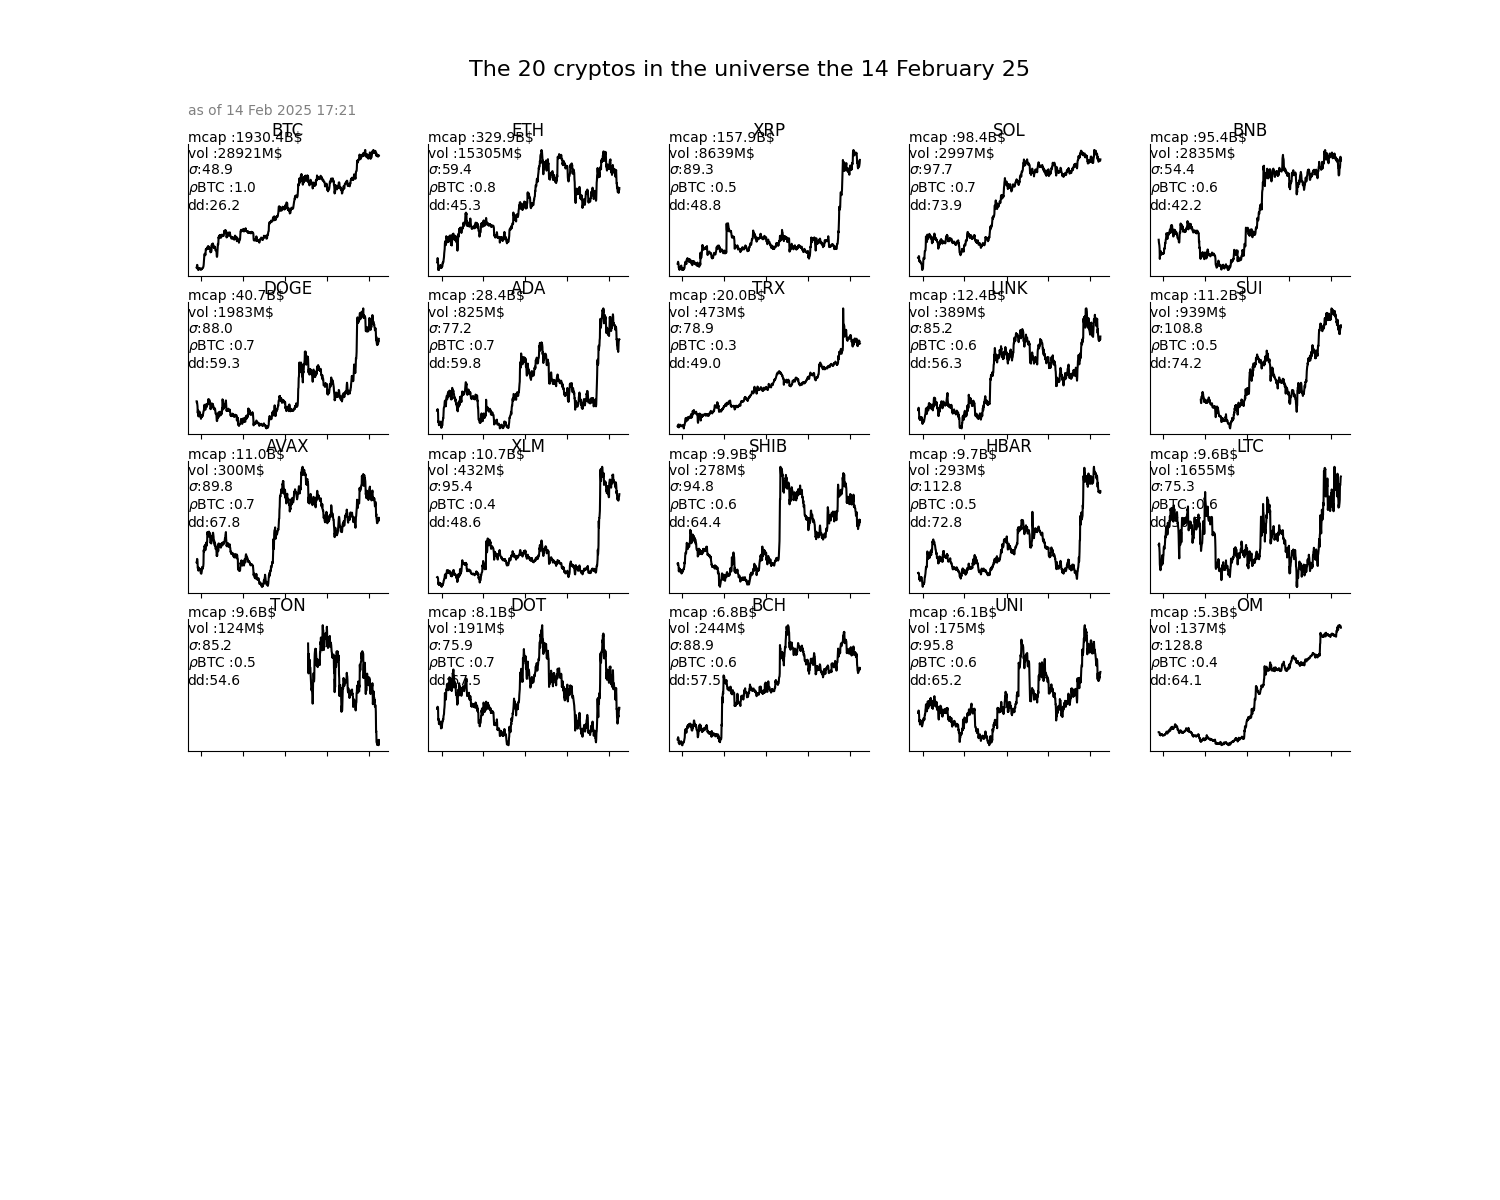 The 20 cryptos in the universe the 14 February 25
as of 14 Feb 2025 17:21
BTC
mcap :1930.4B$
vol :28921M$
σ:48.9
ρBTC :1.0
dd:26.2
ETH
mcap :329.9B$
vol :15305M$
σ:59.4
ρBTC :0.8
dd:45.3
XRP
mcap :157.9B$
vol :8639M$
σ:89.3
ρBTC :0.5
dd:48.8
SOL
mcap :98.4B$
vol :2997M$
σ:97.7
ρBTC :0.7
dd:73.9
BNB
mcap :95.4B$
vol :2835M$
σ:54.4
ρBTC :0.6
dd:42.2
DOGE
mcap :40.7B$
vol :1983M$
σ:88.0
ρBTC :0.7
dd:59.3
ADA
mcap :28.4B$
vol :825M$
σ:77.2
ρBTC :0.7
dd:59.8
TRX
mcap :20.0B$
vol :473M$
σ:78.9
ρBTC :0.3
dd:49.0
LINK
mcap :12.4B$
vol :389M$
σ:85.2
ρBTC :0.6
dd:56.3
SUI
mcap :11.2B$
vol :939M$
σ:108.8
ρBTC :0.5
dd:74.2
AVAX
mcap :11.0B$
vol :300M$
σ:89.8
ρBTC :0.7
dd:67.8
XLM
mcap :10.7B$
vol :432M$
σ:95.4
ρBTC :0.4
dd:48.6
SHIB
mcap :9.9B$
vol :278M$
σ:94.8
ρBTC :0.6
dd:64.4
HBAR
mcap :9.7B$
vol :293M$
σ:112.8
ρBTC :0.5
dd:72.8
LTC
mcap :9.6B$
vol :1655M$
σ:75.3
ρBTC :0.6
TON
mcap :9.6B$
vol :124M$
σ:85.2
ρBTC :0.5
dd:54.6
DOT
mcap :8.1B$
vol :191M$
σ:75.9
ρBTC :0.7
dd:67.5
BCH
mcap :6.8B$
vol :244M$
σ:88.9
ρBTC :0.6
dd:57.5
UNI
mcap :6.1B$
vol :175M$
σ:95.8
ρBTC :0.6
dd:65.2
OM
mcap :5.3B$
vol :137M$
σ:128.8
ρBTC :0.4
dd:64.1